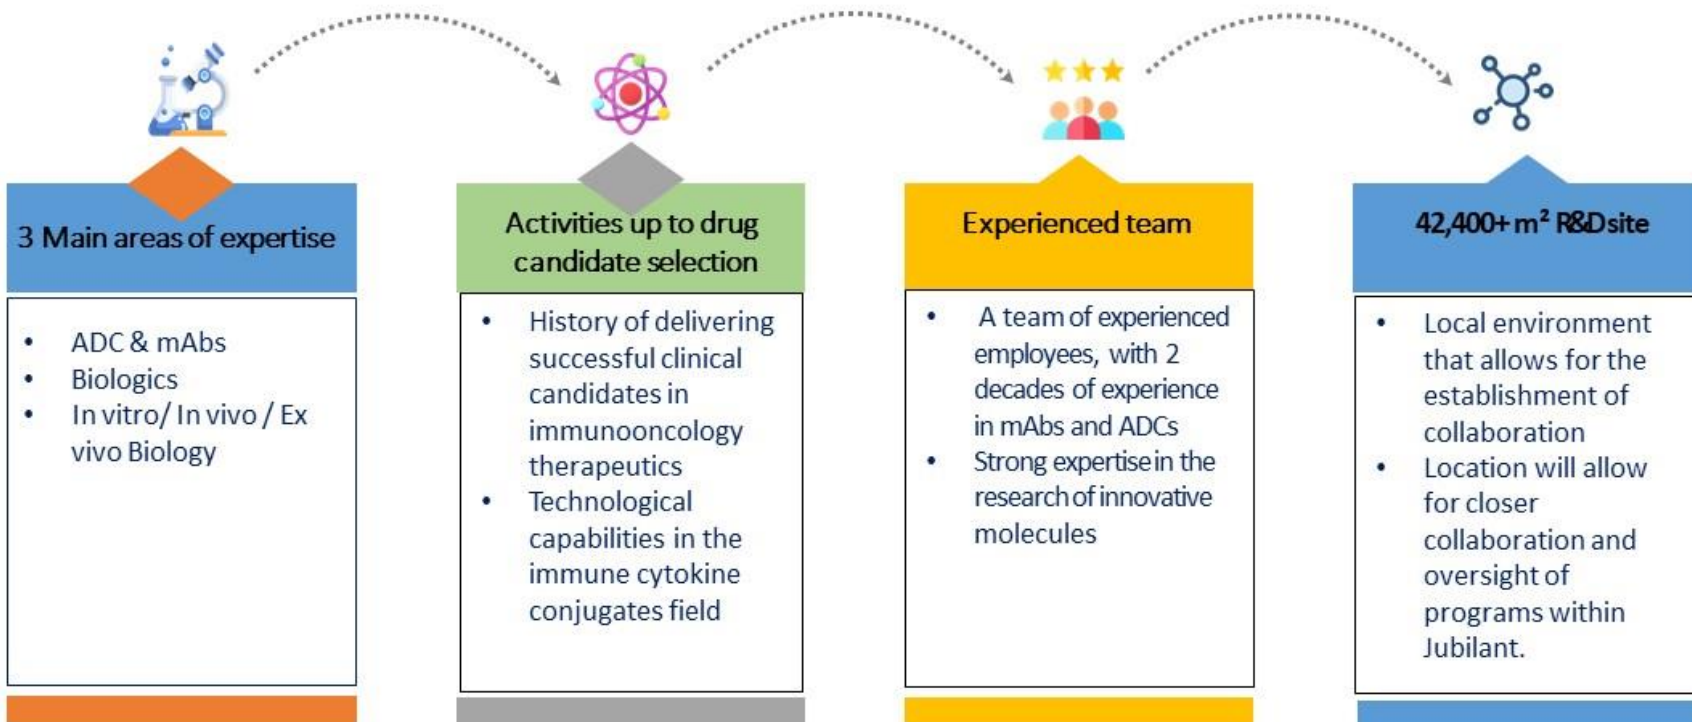 3 Main areas of expertise
• ADC & mAbs
• Biologics
• In vitro/ In vivo / Ex
vivo Biology
Activities up to drug
candidate selection
• History of delivering
successful clinical
candidates in
immunooncology
therapeutics
• Technological
capabilities in the
immune cytokine
conjugates field
Experienced team
• A team of experienced
employees, with 2
decades of experience
in mAbs and ADCs
• Strong expertise in the
research of innovative
molecules
42,400+ m² R&D site
• Local environment
that allows for the
establishment of
collaboration
• Location will allow
for closer
collaboration and
oversight of
programs within
Jubilant.